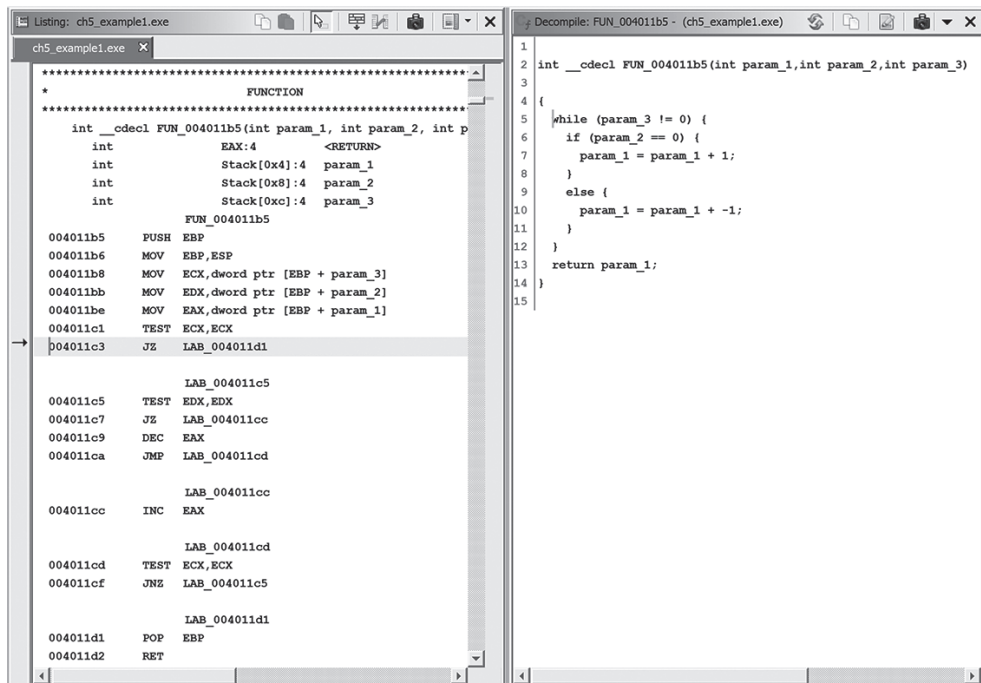 Listing: ch5_example1.exe
ch5_example1.exe
******************************************************************
* FUNCTION
******************************************************************
int __cdecl FUN_004011b5(int param_1, int param_2, int p
int EAX:4 <RETURN>
int Stack[0x4]:4 param_1
int Stack[0x8]:4 param_2
int Stack[0xc]:4 param_3
FUN_004011b5
004011b5 PUSH EBP
004011b6 MOV EBP,ESP
004011b8 MOV ECX,dword ptr [EBP + param_3]
004011bb MOV EDX,dword ptr [EBP + param_2]
004011be MOV EAX,dword ptr [EBP + param_1]
004011c1 TEST ECX,ECX
004011c3 JZ LAB_004011d1
LAB_004011c5
004011c5 TEST EDX,EDX
004011c7 JZ LAB_004011cc
004011c9 DEC EAX
004011ca JMP LAB_004011cd
LAB_004011cc
004011cc INC EAX
LAB_004011cd
004011cd TEST ECX,ECX
004011cf JNZ LAB_004011c5
LAB_004011d1
004011d1 POP EBP
004011d2 RET
Decompile: FUN_004011b5 - (ch5_example1.exe)
1
2 int __cdecl FUN_004011b5(int param_1,int param_2,int param_3)
3
4 {
5 while (param_3 != 0) {
6 if (param_2 == 0) {
7 param_1 = param_1 + 1;
8 }
9 else {
10 param_1 = param_1 + -1;
11 }
12 }
13 return param_1;
14 }
15